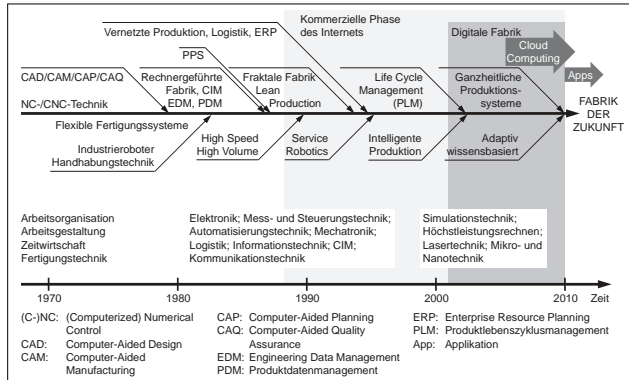 Vernetzte Produktion, Logistik, ERP
Kommerzielle Phase
des Internets
Digitale Fabrik
Cloud
Computing
Apps
PPS
CAD/CAM/CAP/CAQ
Rechnergeführte
Fabrik, CIM
EDM, PDM
Fraktale Fabrik
Lean
Production
Life Cycle
Management
(PLM)
Ganzheitliche
Produktions-
systeme
NC-/CNC-Technik
FABRIK
DER
ZUKUNFT
Flexible Fertigungssysteme
Industrieroboter
Handhabungstechnik
High Speed
High Volume
Service
Robotics
Intelligente
Produktion
Adaptiv
wissensbasiert
Arbeitsorganisation
Arbeitsgestaltung
Zeitwirtschaft
Fertigungstechnik
Elektronik; Mess- und Steuerungstechnik;
Automatisierungstechnik; Mechatronik;
Logistik; Informationstechnik; CIM;
Kommunikationstechnik
Simulationstechnik;
Höchstleistungsrechnen;
Lasertechnik; Mikro- und
Nanotechnik
1970 1980 1990 2000 2010 Zeit
(C-)NC: (Computerized) Numerical
Control
CAD: Computer-Aided Design
CAM: Computer-Aided
Manufacturing
CAP: Computer-Aided Planning
CAQ: Computer-Aided Quality
Assurance
EDM: Engineering Data Management
PDM: Produktdatenmanagement
ERP: Enterprise Resource Planning
PLM: Produktlebenszyklusmanagement
App: Applikation